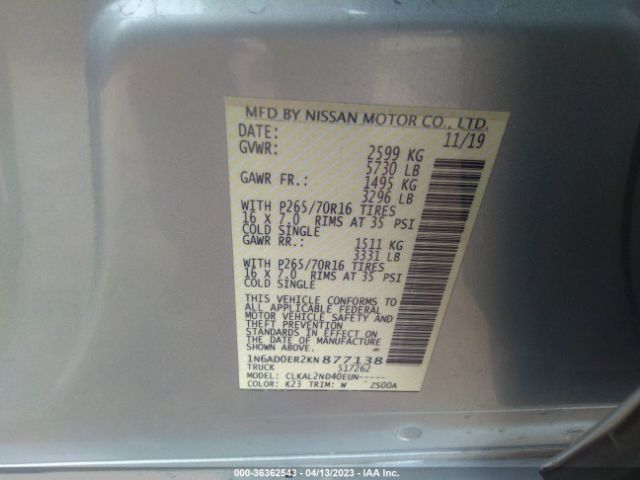 MFD BY NISSAN MOTOR CO., LTD.
DATE: 11/19
GVWR: 2599 KG
5730 LB
GAWR FR.: 1495 KG
3296 LB
WITH P265/70R16 TIRES
16 X 7.0 RIMS AT 35 PSI
COLD SINGLE
GAWR RR.: 1511 KG
3331 LB
WITH P265/70R16 TIRES
16 X 7.0 RIMS AT 35 PSI
COLD SINGLE
THIS VEHICLE CONFORMS TO
ALL APPLICABLE FEDERAL
MOTOR VEHICLE SAFETY AND
THEFT PREVENTION
STANDARDS IN EFFECT ON
THE DATE OF MANUFACTURE
SHOWN ABOVE.
1N6AD0ER2KN877138
TRUCK 517262
MODEL: CLKAL2ND40EUN-----
COLOR: K23 TRIM: W 2500A
000-36362543 - 04/13/2023 - IAA Inc.